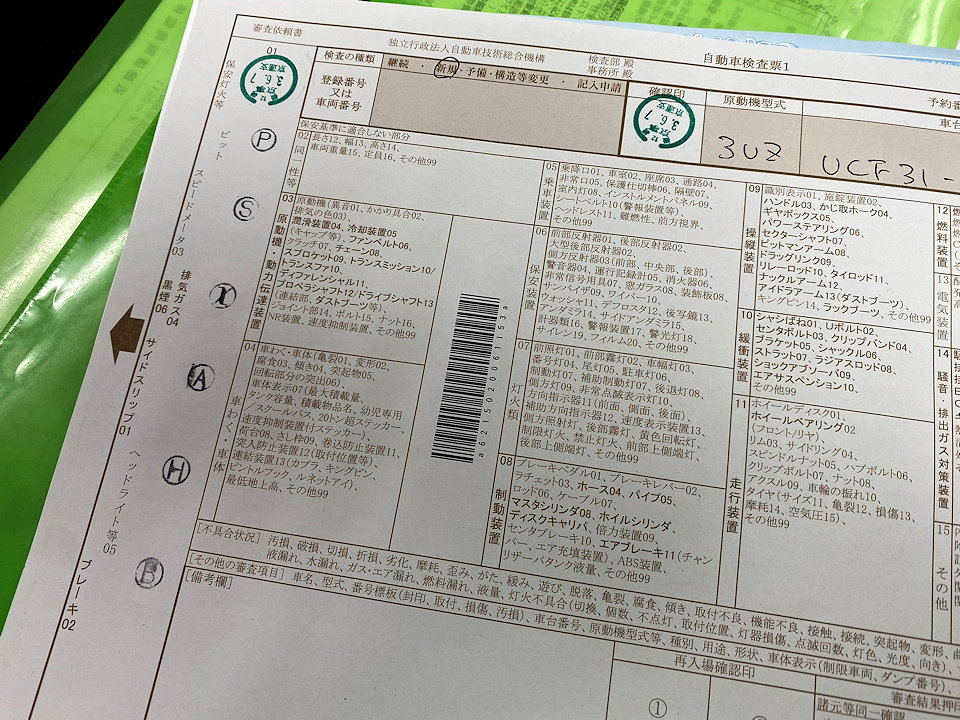 審査依頼書
独立行政法人自動車技術総合機構
検査部 殿
事務所 殿
自動車検査票1
検査の種類
継続 ・ 新規 ・ 予備 ・ 構造等変更 ・ 記入申請
登録番号
又は
車両番号
確認印
3.6.7
原動機型式
3UZ
予約番
車台
UCF31-
01
保安灯火等
3.6.7
ピット
P
スピードメータ03
S
排気ガス04
黒煙06
I
サイドスリップ01
A
H
ヘッドライト等05
B
ブレーキ02
保安基準に適合しない部分
02
同一性等
長さ12、幅13、高さ14、
車両重量15、定員16、その他99
03
原動機・動力伝達装置
原動機(異音01、かかり具合02、
排気の色03)、
潤滑装置04、冷却装置05
(キャップ等)、ファンベルト06、
クラッチ07、チェーン08、
スプロケット09、トランスミッション10/
トランスファ10、
ディファレンシャル11、
プロペラシャフト12/ドライブシャフト13
(連結部、ダストブーツ等)、
ジョイント部14、ボルト15、ナット16、
NR装置、速度抑制装置、その他99
04
車わく・車体
車わく・車体(亀裂01、変形02、
腐食03、傾き04、突起物05、
回転部分の突出06)、
車体表示07(最大積載量、
タンク容量、積載物品名、幼児専用
/スクールバス、20トン超ステッカー、
速度抑制装置付ステッカー)、
荷台08、さし枠09、巻込防止装置11、
突入防止装置12(取付位置等)、
連結装置13(カプラ、キングピン、
ピントルフック、ルネットアイ)、
最低地上高、その他99
a62150200611551a
05
乗車装置
乗降口01、車室02、座席03、通路04、
非常口05、保護仕切棒06、隔壁07、
室内灯08、インストルメントパネル09、
シートベルト10(警報装置等)、
ヘッドレスト11、難燃性、前方視界、
その他99
06
保安装置
前部反射器01、後部反射器02、
大型後部反射器02、
側方反射器03(前部、中央部、後部)、
警音器04、運行記録計05、消火器06、
非常信号用具07、窓ガラス08、装飾板08、
サンバイザ09、ワイパー10、
ウォッシャ11、デフロスタ12、後写鏡13、
アンダミラ14、サイドアンダミラ15、
計器類16、警報装置17、警光灯18、
サイレン19、フィルム20、その他99
07
灯火類
前照灯01、前部霧灯02、車幅灯03、
番号灯04、尾灯05、駐車灯06、
制動灯07、補助制動灯07、後退灯08、
側方灯09、非常点滅表示灯10、
方向指示器11(前面、側面、後面)、
補助方向指示器12、速度表示装置13、
側方照射灯、後部霧灯、黄色回転灯、
制限灯火、禁止灯火、前部上側端灯、
後部上側端灯、その他99
08
制動装置
ブレーキペダル01、ブレーキレバー02、
ラチェット03、ホース04、パイプ05、
ロッド06、ケーブル07、
マスタシリンダ08、ホイルシリンダ、
ディスクキャリパ、倍力装置09、
センタブレーキ10、エアブレーキ11(チャン
バー、エア充填装置)、ABS装置、
リザーバタンク液量、その他99
09
操縦装置
識別表示01、施錠装置02、
ハンドル03、かじ取ホーク04、
ギヤボックス05、
パワーステアリング06、
セクターシャフト07、
ピットマンアーム08、
ドラッグリンク09、
リレーロッド10、タイロッド11、
ナックルアーム12、
アイドラアーム13(ダストブーツ)、
キングピン14、ラックブーツ、その他99
10
緩衝装置
シャシばね01、Uボルト02、
センタボルト03、クリップバンド04、
ブラケット05、シャックル06、
ストラット07、ラジアスロッド08、
ショックアブソーバ09、
エアサスペンション10、
その他99
11
走行装置
ホイールディスク01、
ホイールベアリング02
(フロント/リヤ)、
リム03、サイドリング04、
スピンドルナット05、ハブボルト06、
クリップボルト07、ナット08、
アクスル09、車輪の振れ10、
タイヤ(サイズ11、亀裂12、損傷13、
摩耗14、空気圧15)、
その他99
12
燃料装置
13
電気装置
14
騒音・排出ガス対策装置
15
その他
[不具合状況] 汚損、破損、切損、折損、劣化、摩耗、歪み、がた、緩み、遊び、脱落、亀裂、腐食、傾き、取付不良、機能不良、接触、接続、突起物、変形、曲
液漏れ、水漏れ、ガス・エア漏れ、燃料漏れ、液量、灯火不具合(切換、個数、不点灯、取付位置、灯器損傷、点滅回数、灯色、光度、向き)、そ
[その他の審査項目] 車名、型式、番号標板(封印、取付、損傷、汚損)、車台番号、原動機型式等、種別、用途、形状、車体表示(制限車両、ダンプ番号)、
[備考欄]
再入場確認印
①
審査結果押印
諸元等同一確認